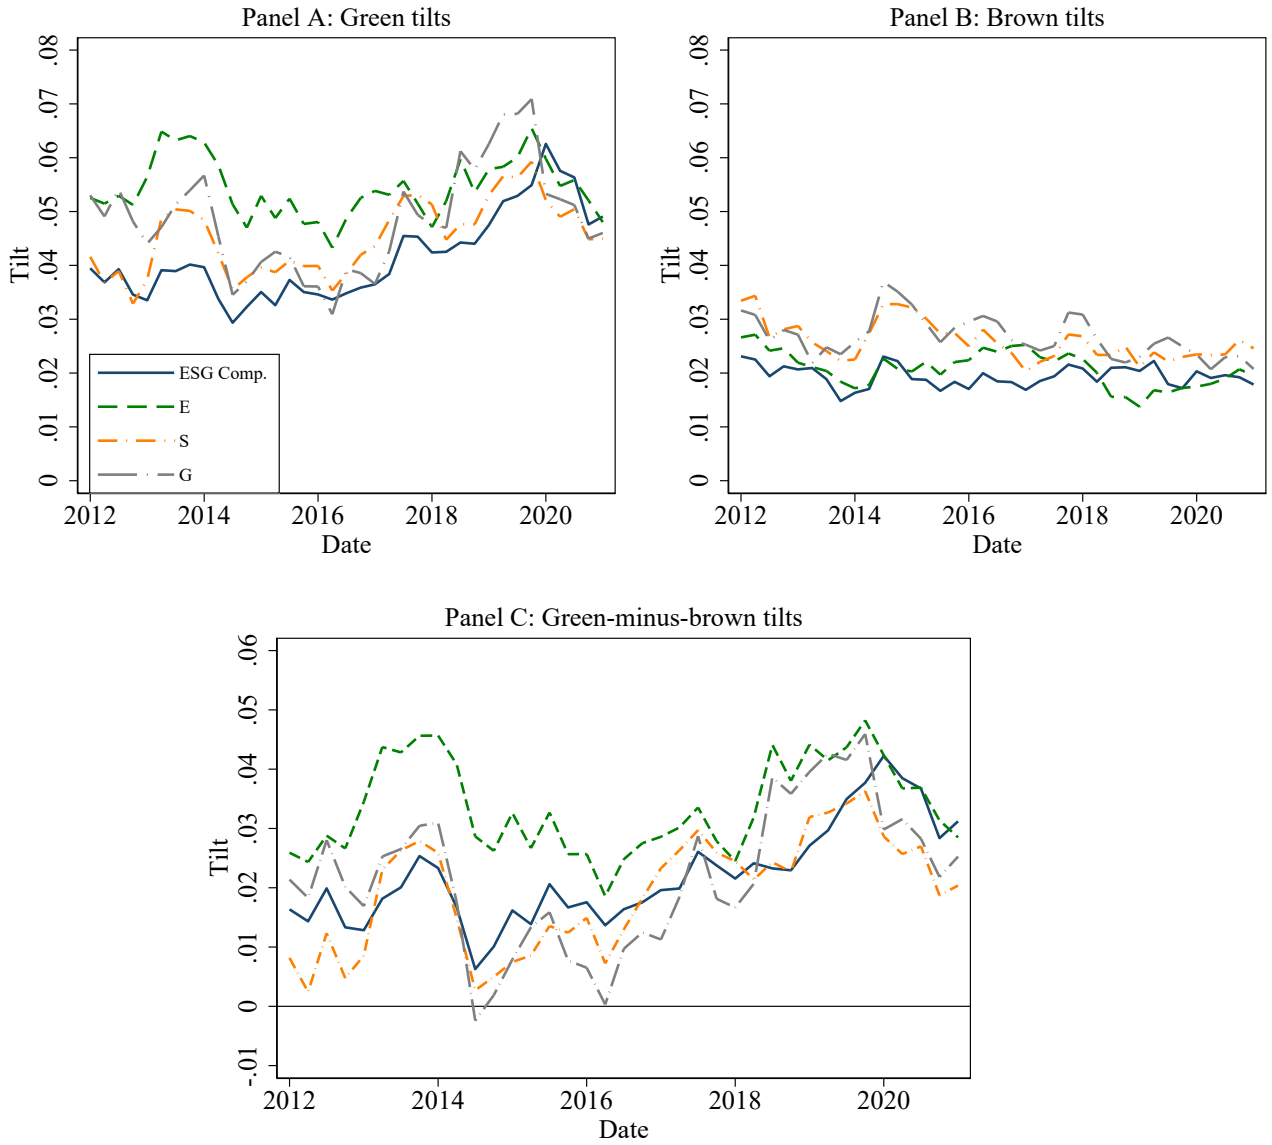 Panel A: Green tilts
.08
.07
.06
.05
.04
.03
.02
.01
0
Tilt
ESG Comp.
E
S
G
2012 2014 2016 2018 2020
Date
Panel B: Brown tilts
.08
.07
.06
.05
.04
.03
.02
.01
0
Tilt
2012 2014 2016 2018 2020
Date
Panel C: Green-minus-brown tilts
.06
.05
.04
.03
.02
.01
0
-.01
Tilt
2012 2014 2016 2018 2020
Date